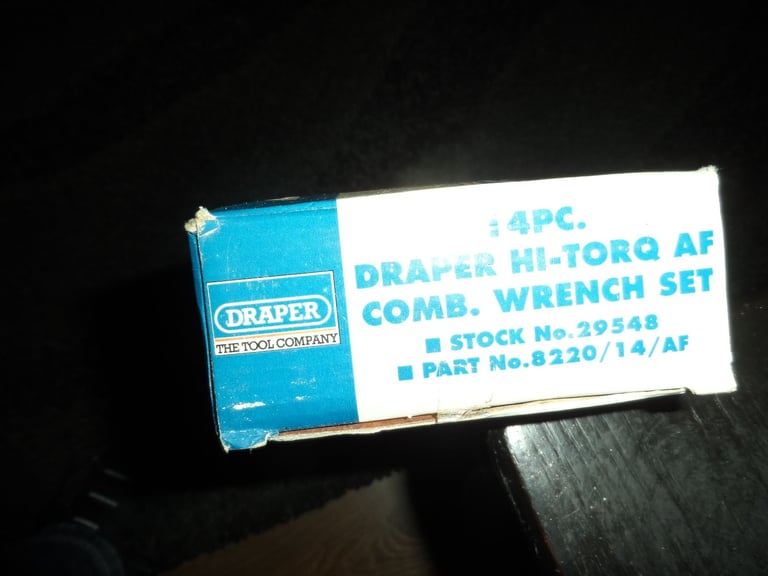 DRAPER
THE TOOL COMPANY
14PC.
DRAPER HI-TORQ AF
COMB. WRENCH SET
■ STOCK No.29548
■ PART No.8220/14/AF